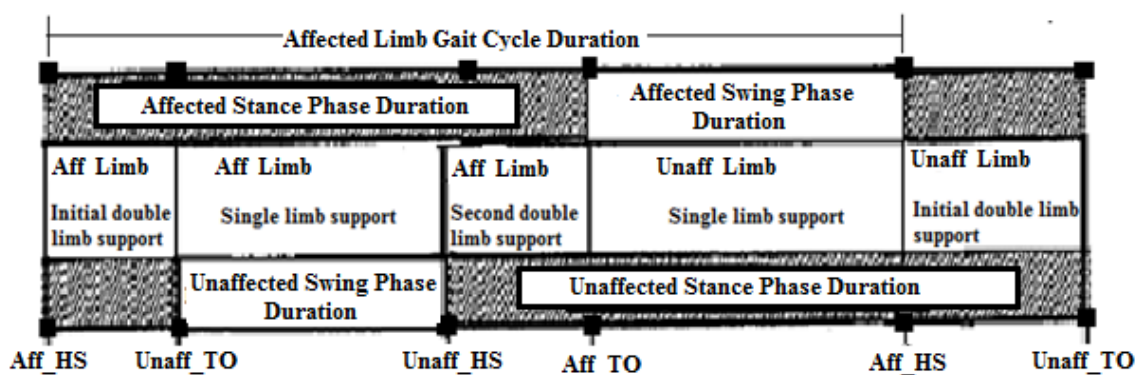 Affected Limb Gait Cycle Duration
Affected Stance Phase Duration
Affected Swing Phase
Duration
Aff Limb
Initial double
limb support
Aff Limb
Single limb support
Aff Limb
Second double
limb support
Unaff Limb
Single limb support
Unaff Limb
Initial double limb
support
Unaffected Swing Phase
Duration
Unaffected Stance Phase Duration
Aff_HS
Unaff_TO
Unaff_HS
Aff TO
Aff_HS
Unaff_TO